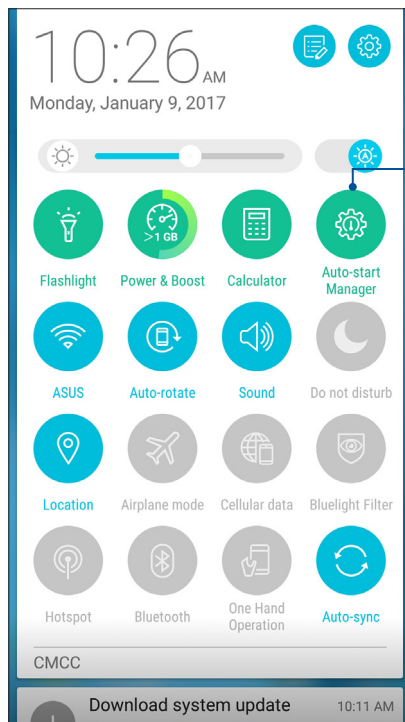 10:26 AM
Monday, January 9, 2017
A
>1 GB
Flashlight
Power & Boost
Calculator
Auto-start
Manager
ASUS
Auto-rotate
Sound
Do not disturb
Location
Airplane mode
Cellular data
Bluelight Filter
Hotspot
Bluetooth
One Hand
Operation
Auto-sync
CMCC
Download system update 10:11 AM